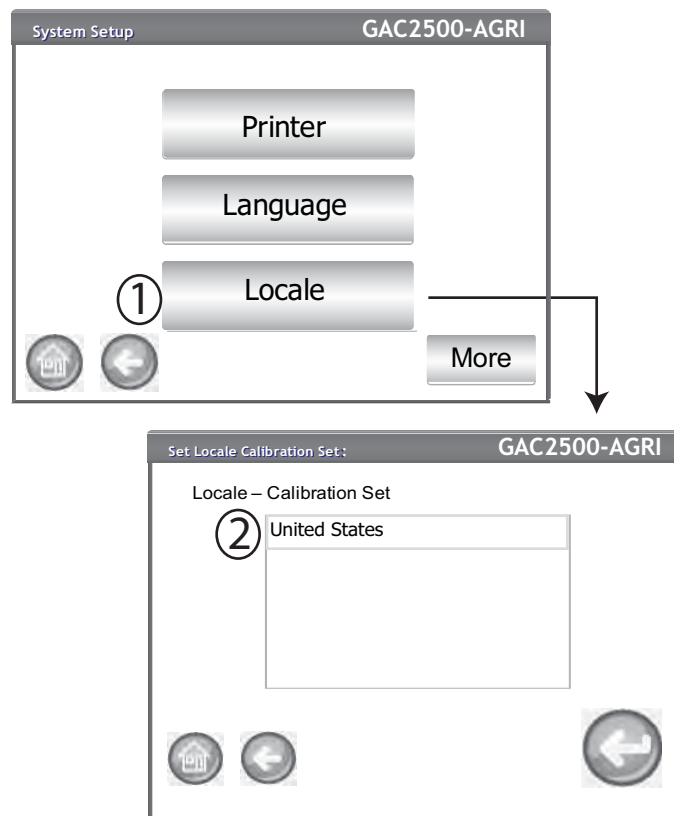 System Setup GAC2500-AGRI
Printer
Language
① Locale
More
Set Locale Calibration Set: GAC2500-AGRI
Locale – Calibration Set
② United States